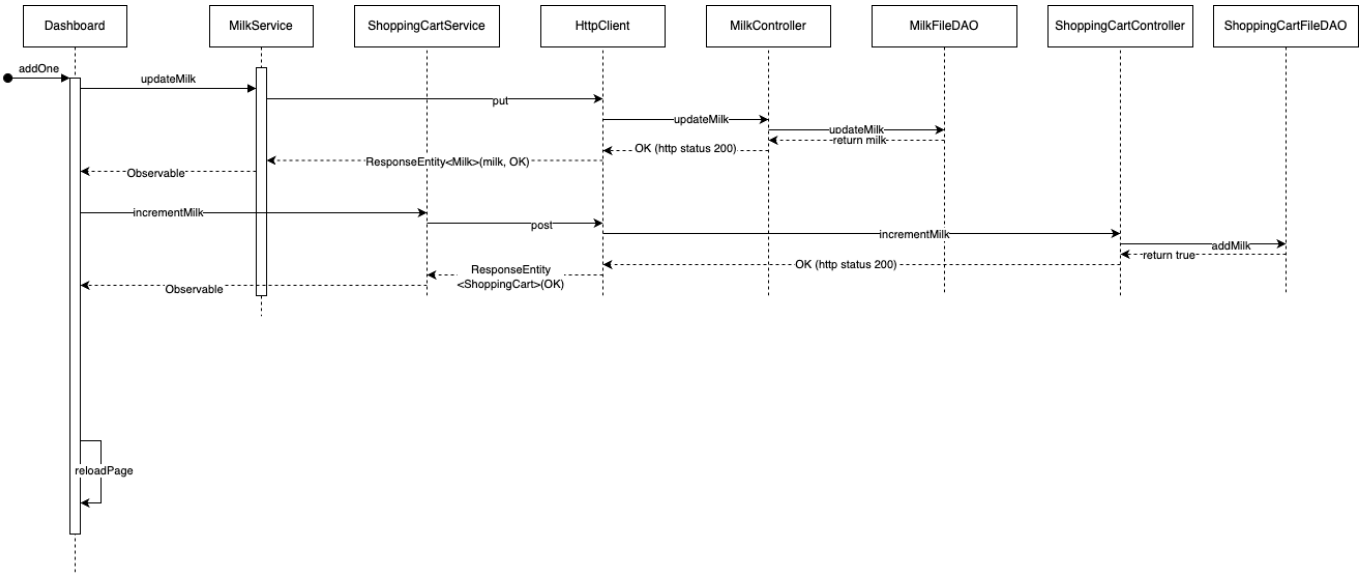 Dashboard
MilkService
ShoppingCartService
HttpClient
MilkController
MilkFileDAO
ShoppingCartController
ShoppingCartFileDAO
addOne
updateMilk
put
updateMilk
updateMilk
return milk
OK (http status 200)
ResponseEntity<Milk>(milk, OK)
Observable
incrementMilk
post
incrementMilk
addMilk
return true
OK (http status 200)
ResponseEntity
<ShoppingCart>(OK)
Observable
reloadPage